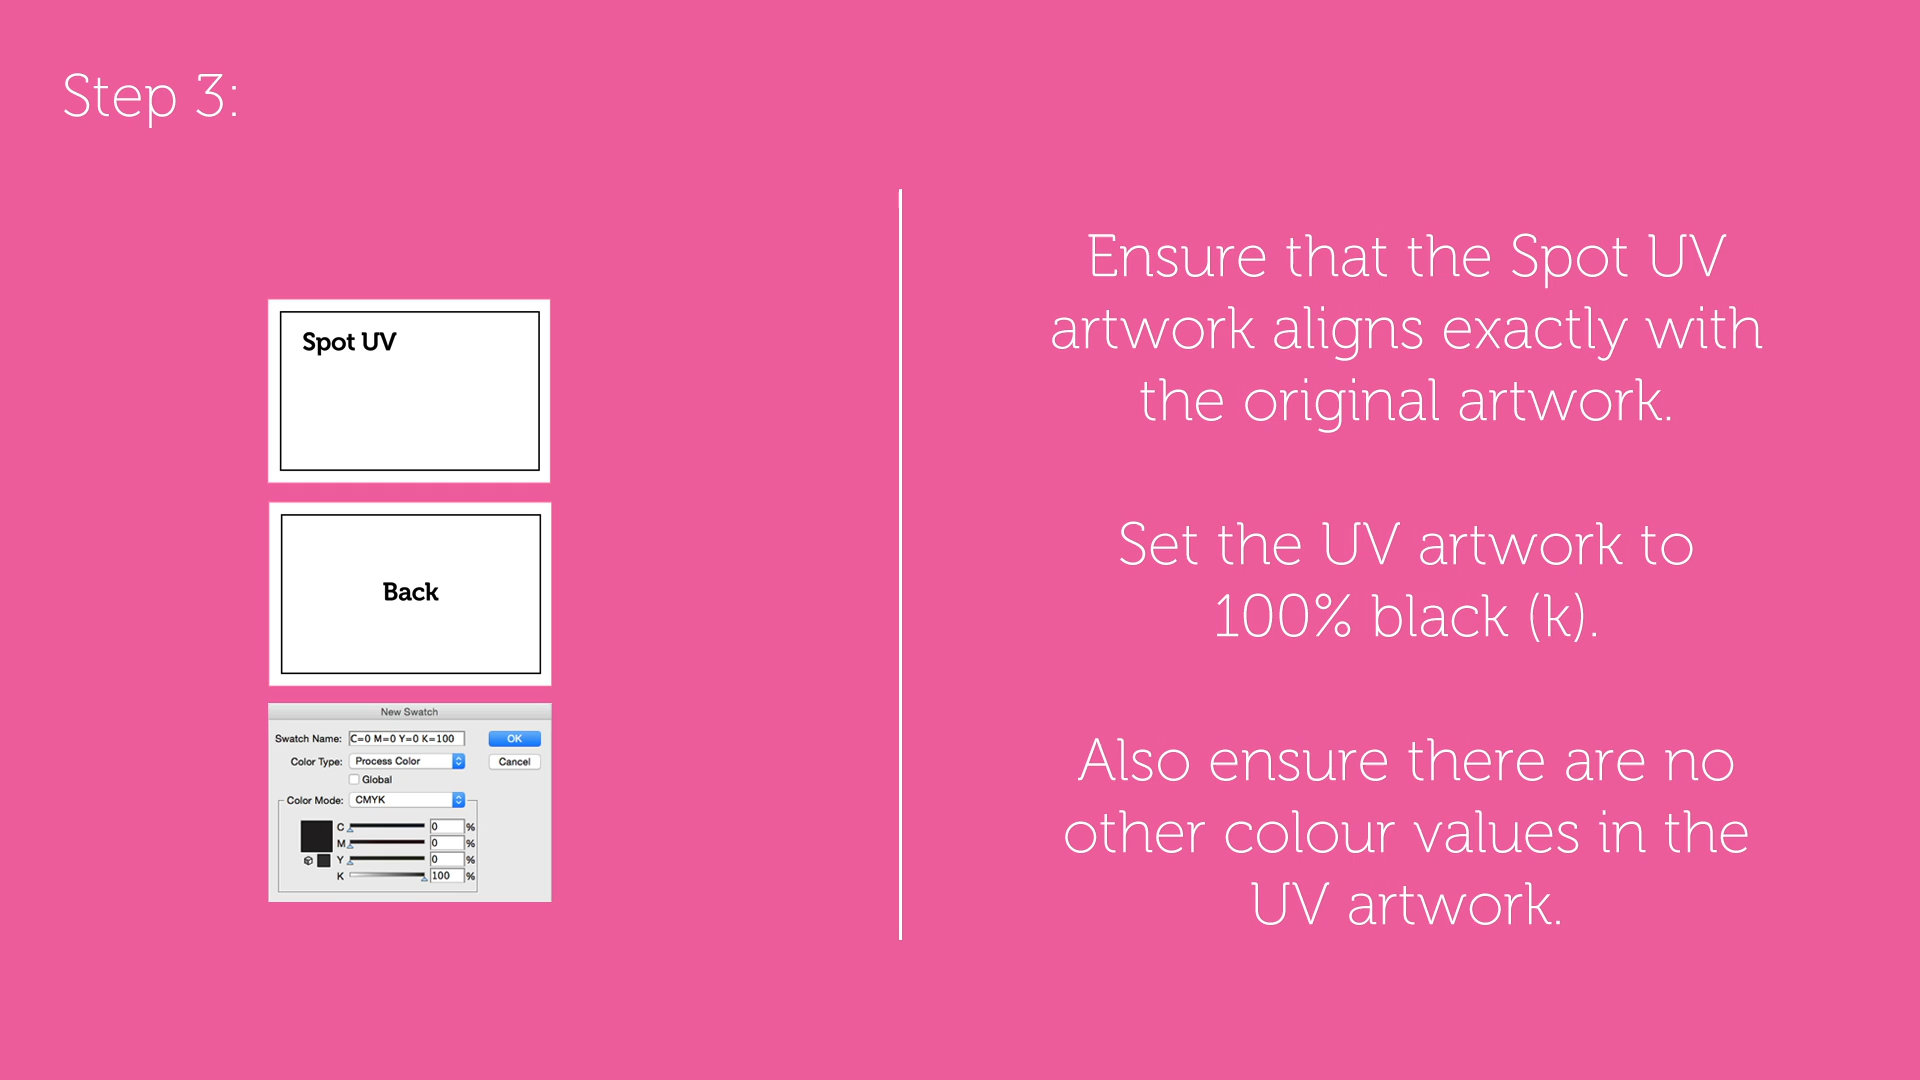 Step 3:
Spot UV
Back
New Swatch
Swatch Name: C=0 M=0 Y=0 K=100
OK
Color Type: Process Color
Cancel
Global
Color Mode: CMYK
C 0 %
M 0 %
Y 0 %
K 100 %
Ensure that the Spot UV
artwork aligns exactly with
the original artwork.
Set the UV artwork to
100% black (k).
Also ensure there are no
other colour values in the
UV artwork.